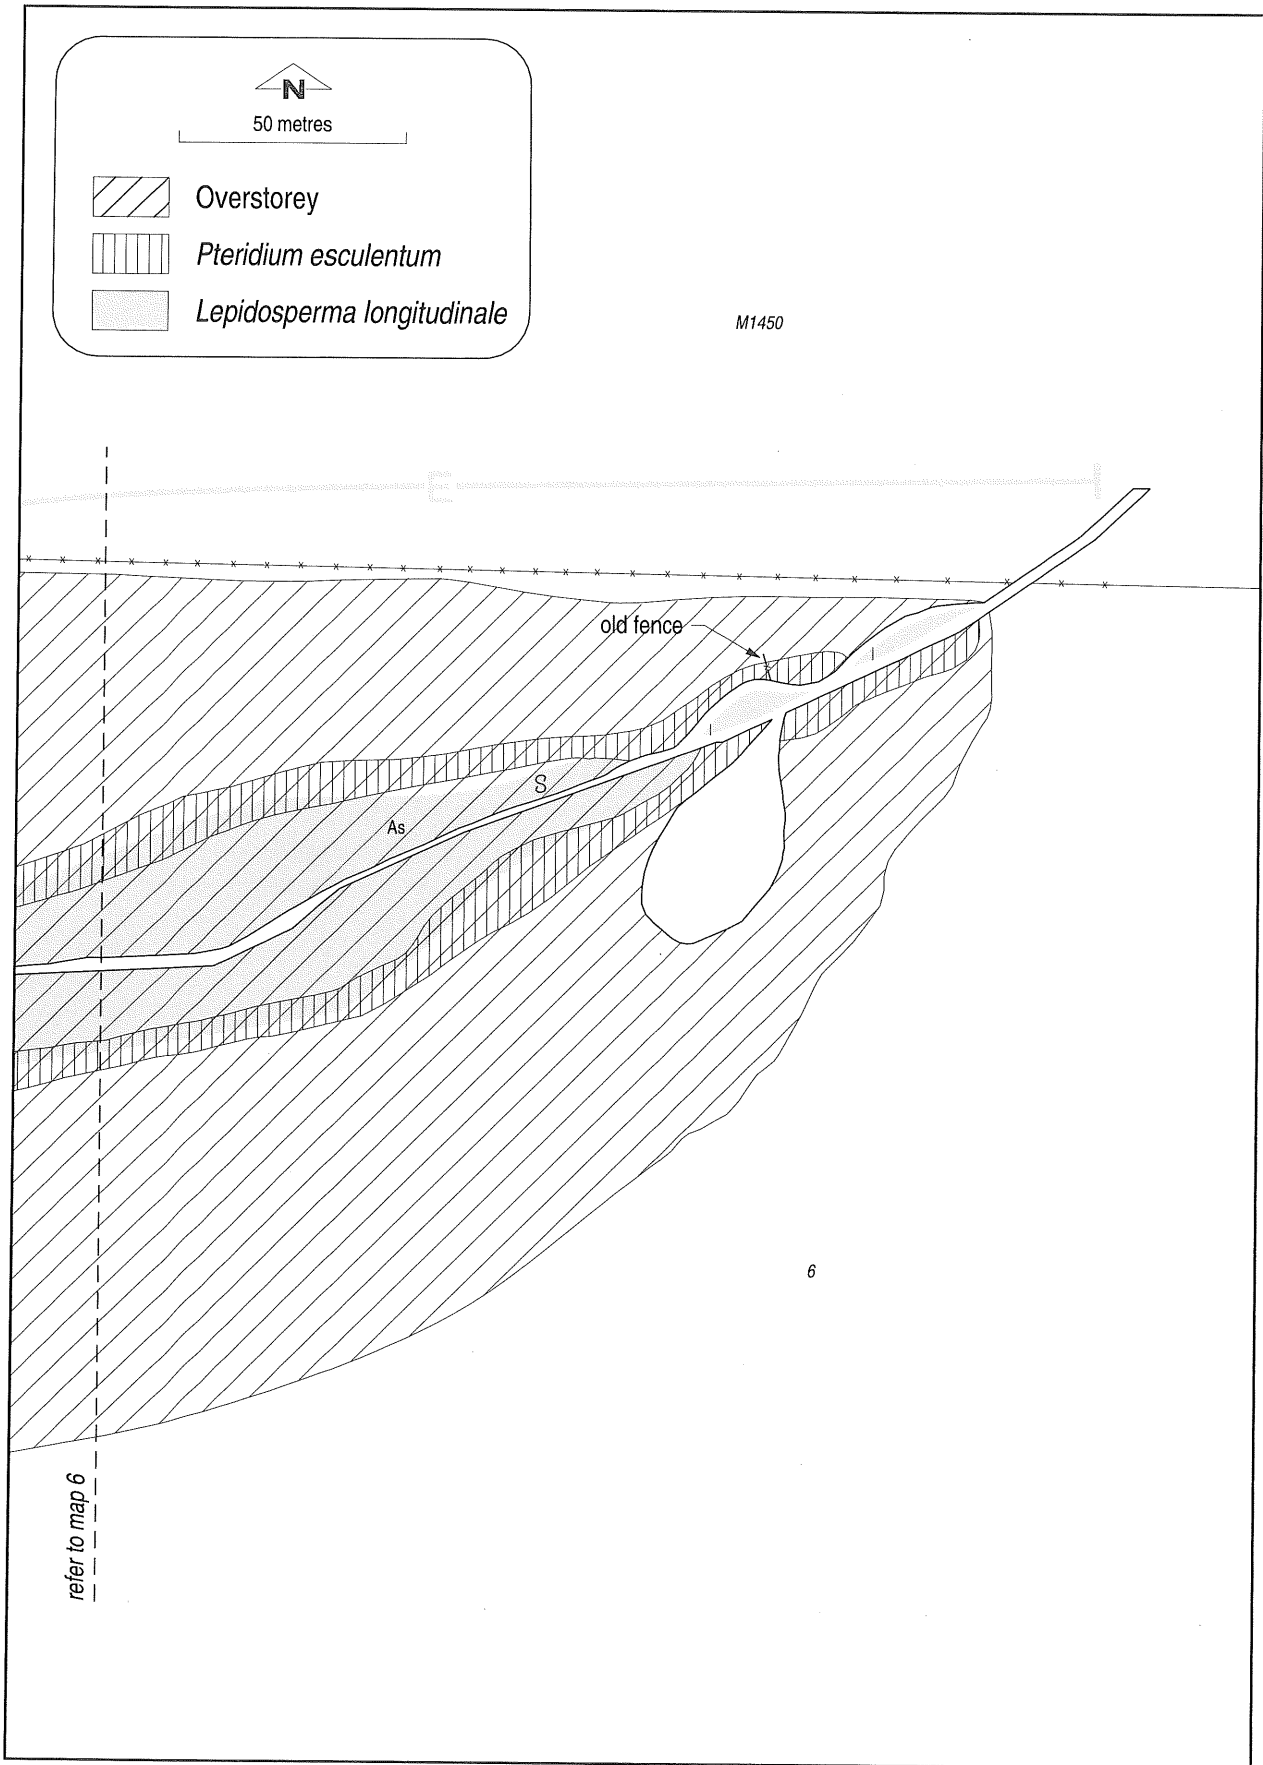 N
50 metres
Overstorey
Pteridium esculentum
Lepidosperma longitudinale
M1450
E
old fence
S
As
6
refer to map 6